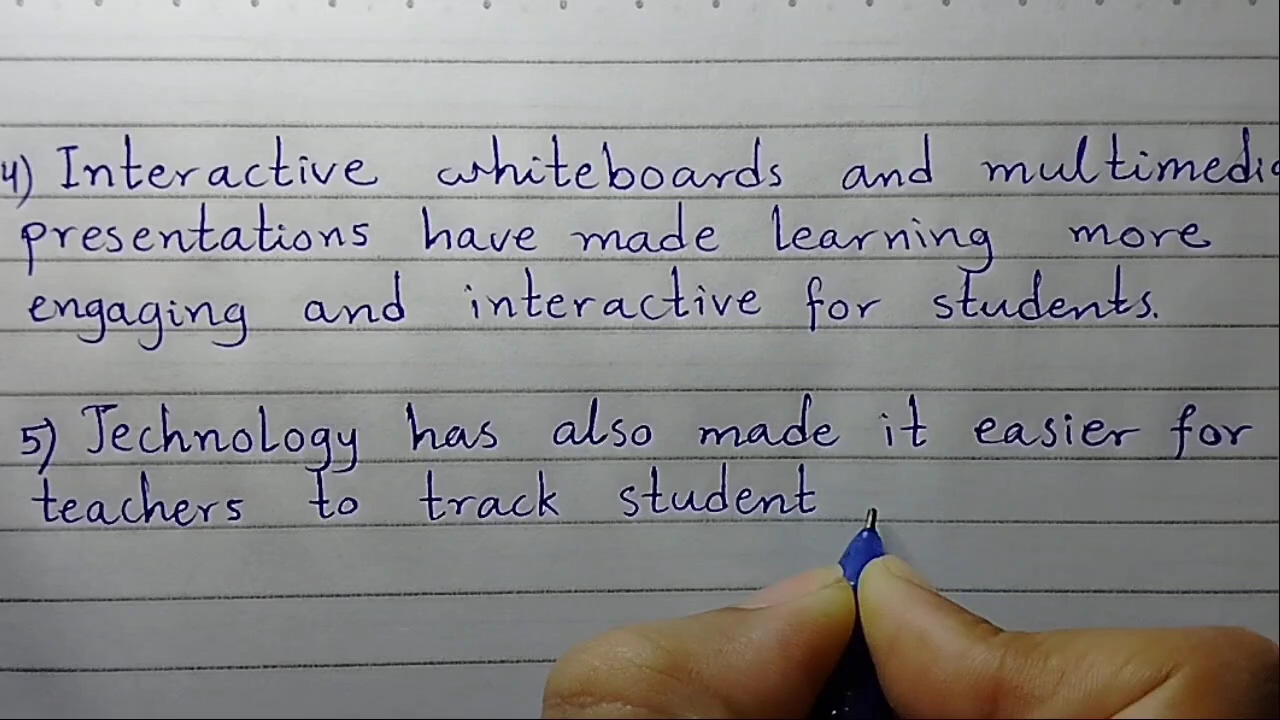 4) Interactive whiteboards and multimedia
presentations have made learning more
engaging and interactive for students.
5) Technology has also made it easier for
teachers to track student